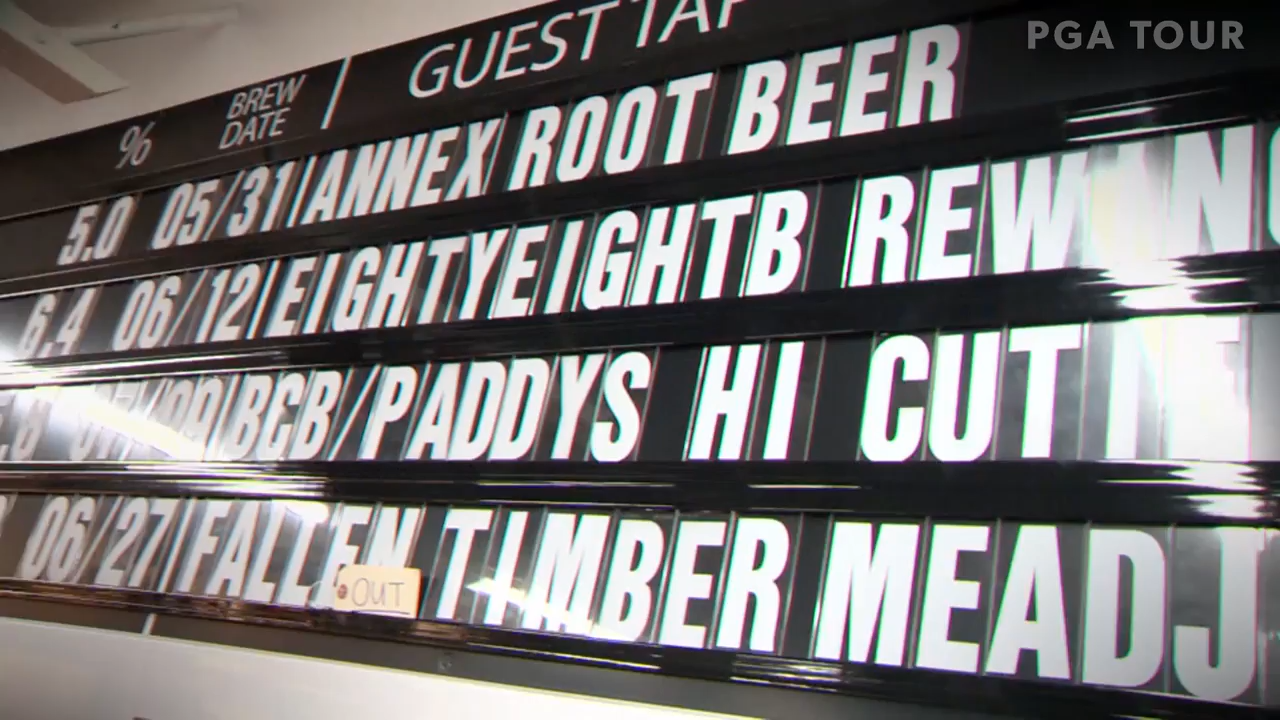 PGA TOUR
% BREW DATE | GUEST TAP
5.0 05/31|ANNEX ROOT BEER
6.4 06/12|EIGHTYEIGHTB REW
BCB/PADDYS HI CUT
06/27|FALLEN TIMBER MEAD
OUT